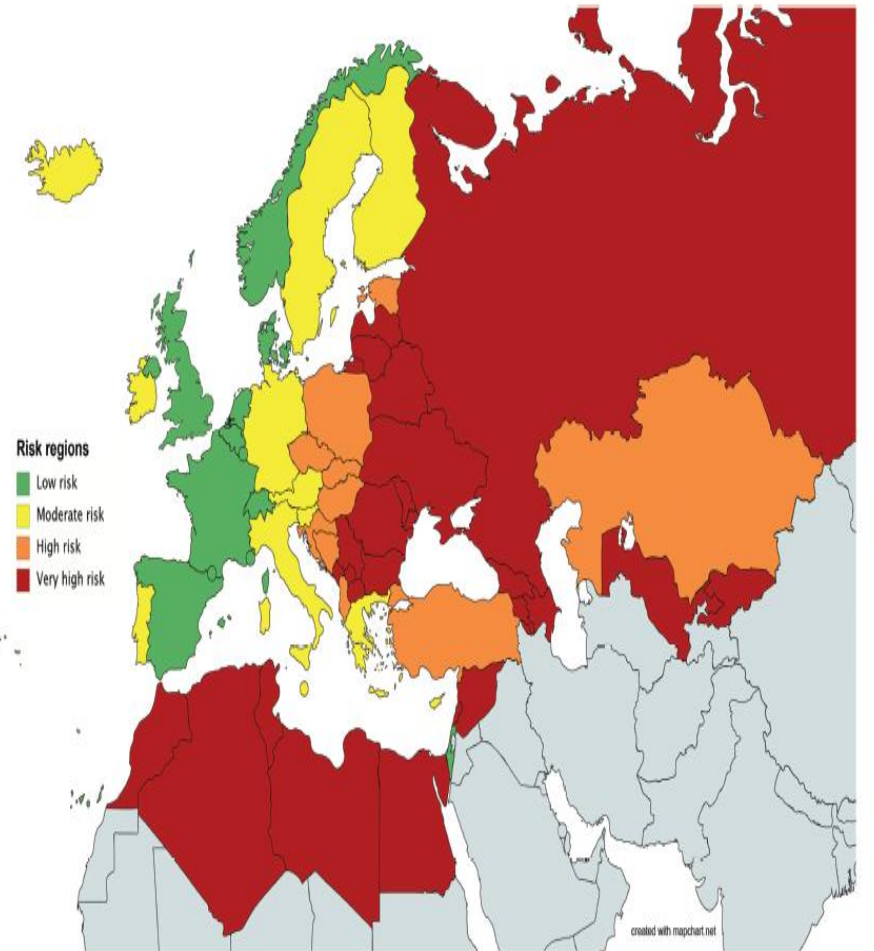 Risk regions
Low risk
Moderate risk
High risk
Very high risk
created with mapchart.net